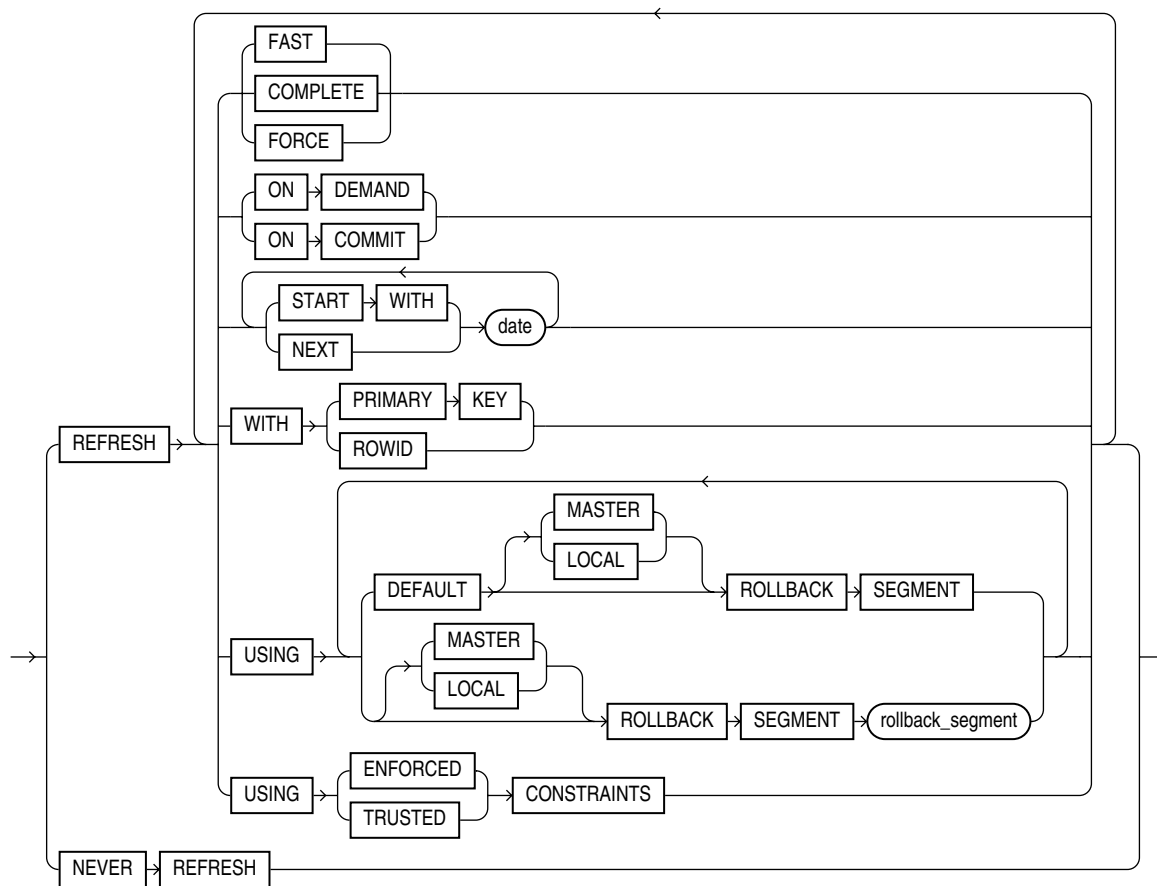 FAST
COMPLETE
FORCE
ON DEMAND
ON COMMIT
START WITH
date
NEXT
PRIMARY KEY
WITH
REFRESH
ROWID
MASTER
LOCAL
DEFAULT ROLLBACK SEGMENT
MASTER
USING
LOCAL
ROLLBACK SEGMENT rollback_segment
ENFORCED
USING CONSTRAINTS
TRUSTED
NEVER REFRESH